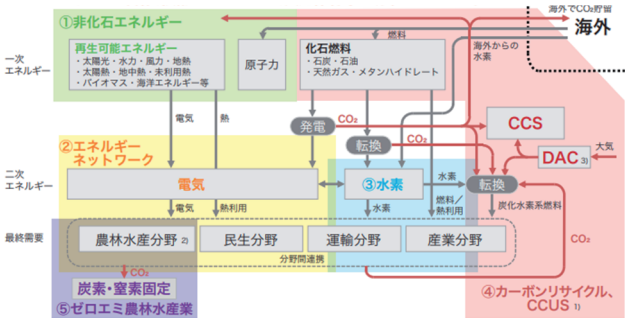 海外でCO₂貯留
①非化石エネルギー
海外
再生可能エネルギー
・太陽光・水力・風力・地熱
・太陽熱・地中熱・未利用熱
・バイオマス・海洋エネルギー等
原子力
燃料
化石燃料
・石炭・石油
・天然ガス・メタンハイドレート
海外からの
水素
一次
エネルギー
電気
熱
発電
CO₂
転換
CO₂
CCS
DAC 3)
大気
②エネルギー
ネットワーク
二次
エネルギー
電気
③水素
水素
転換
電気
熱利用
水素
燃料/
熱利用
炭化水素系燃料
最終需要
農林水産分野 2)
民生分野
運輸分野
産業分野
CO₂
分野間連携
CO₂
炭素・窒素固定
⑤ゼロエミ農林水産業
④カーボンリサイクル、
CCUS 1)